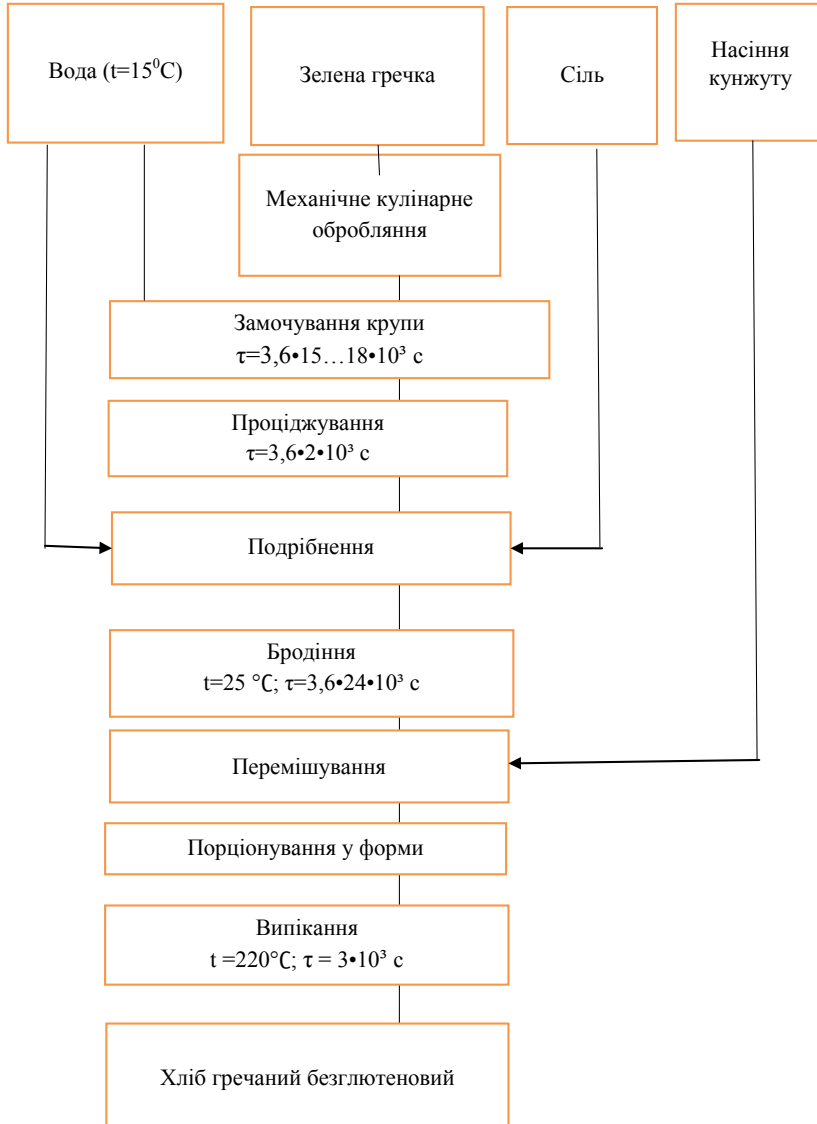 Вода (t=15⁰С)
Зелена гречка
Сіль
Насіння
кунжуту
Механічне кулінарне
обробляння
Замочування крупи
τ=3,6•15…18•10³ с
Проціджування
τ=3,6•2•10³ с
Подрібнення
Бродіння
t=25 °С; τ=3,6•24•10³ с
Перемішування
Порціонування у форми
Випікання
t =220°С; τ = 3•10³ с
Хліб гречаний безглютеновий